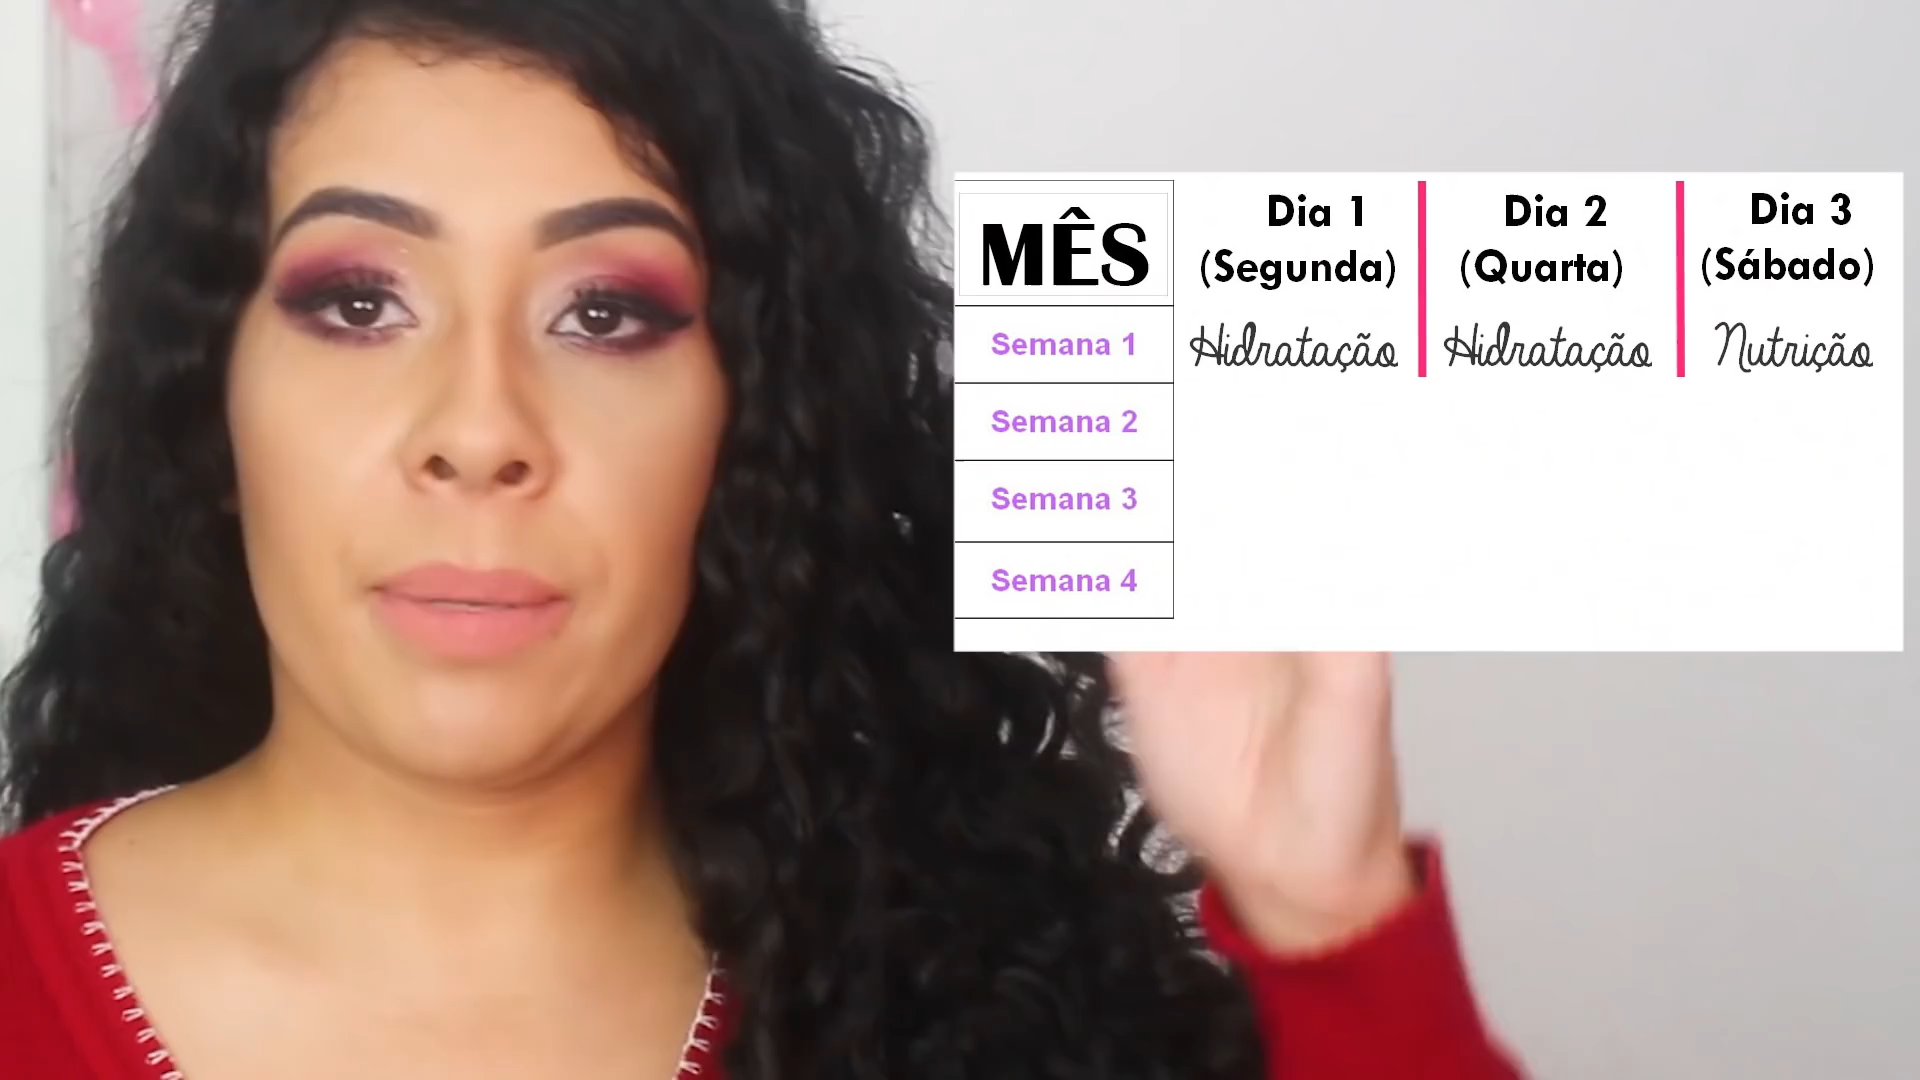 MÊS
Dia 1 Dia 2 Dia 3
(Segunda) (Quarta) (Sábado)
Semana 1 Hidratação Hidratação Nutrição
Semana 2
Semana 3
Semana 4